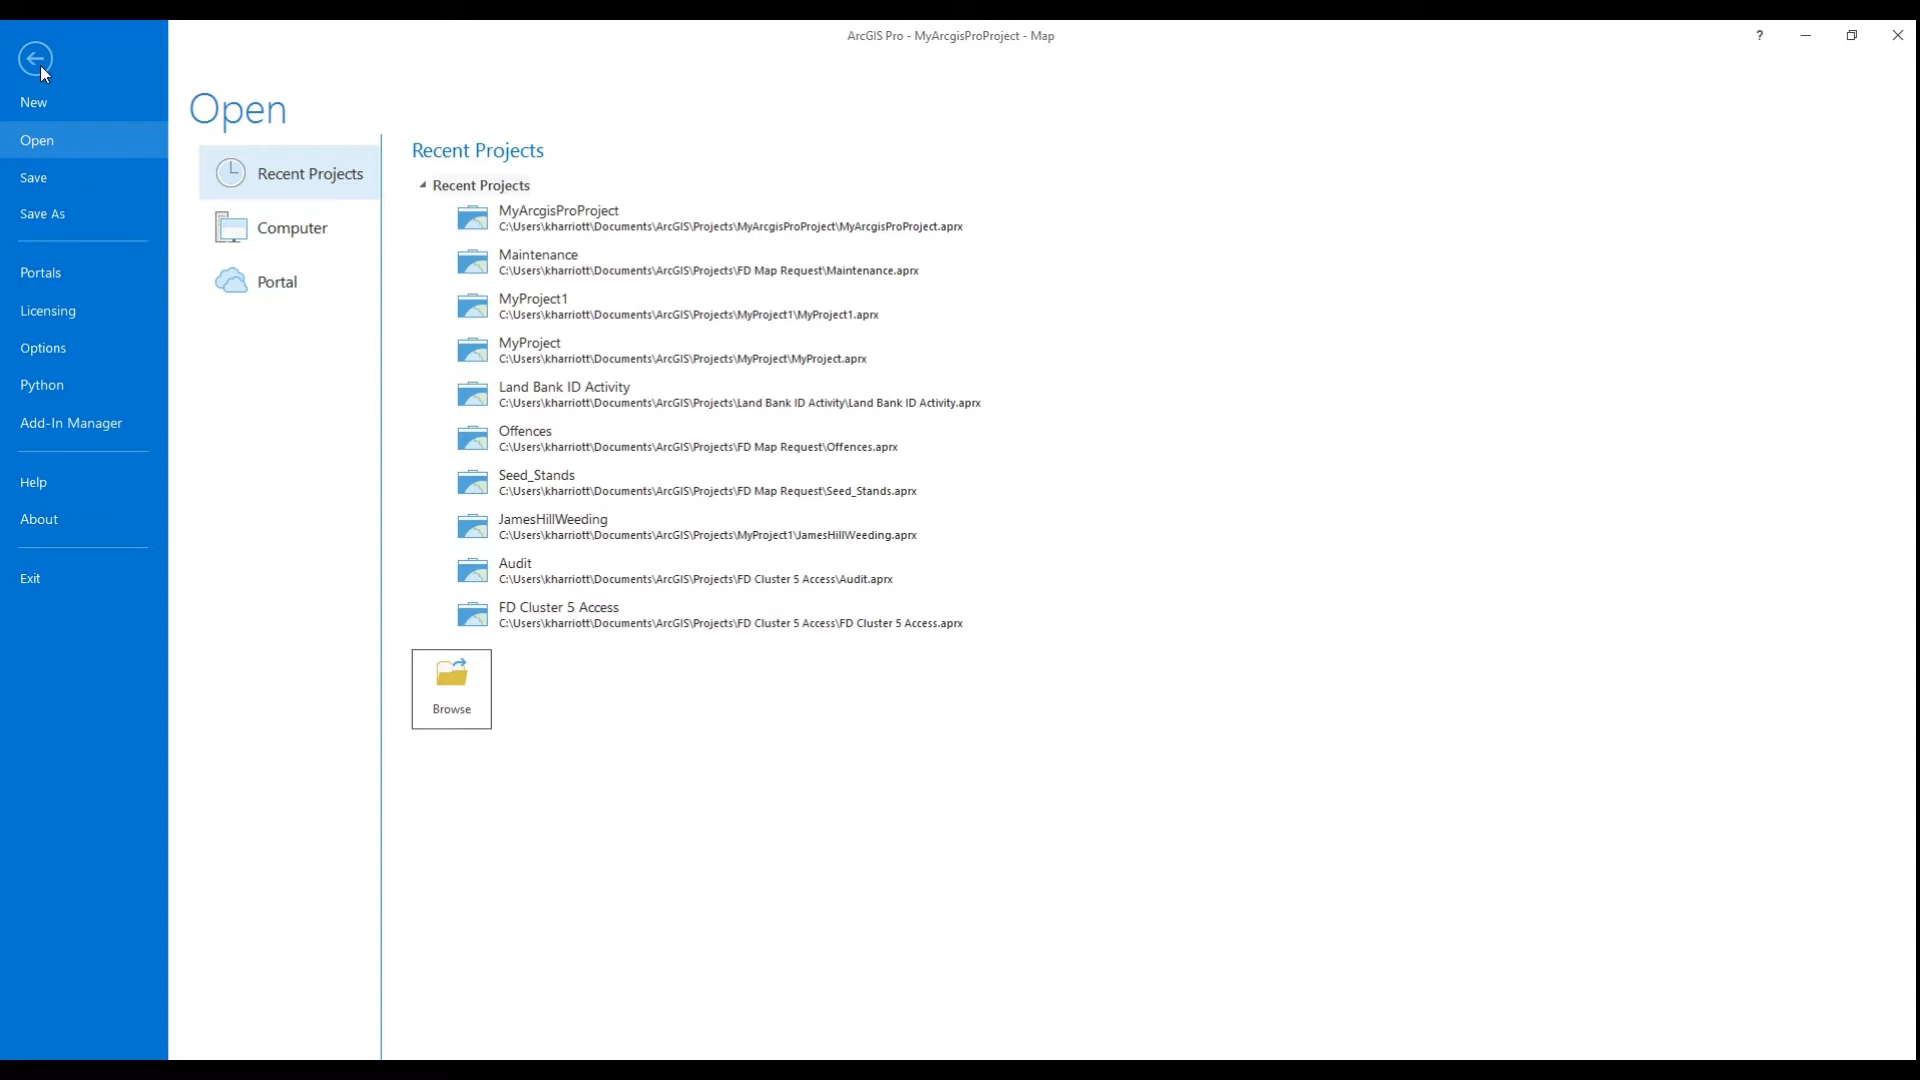 ArcGIS Pro - MyArcgisProProject - Map
?
New
Open
Save
Save As
Portals
Licensing
Options
Python
Add-In Manager
Help
About
Exit
Open
Recent Projects
Computer
Portal
Recent Projects
Recent Projects
MyArcgisProProject
C:\Users\kharriott\Documents\ArcGIS\Projects\MyArcgisProProject\MyArcgisProProject.aprx
Maintenance
C:\Users\kharriott\Documents\ArcGIS\Projects\FD Map Request\Maintenance.aprx
MyProject1
C:\Users\kharriott\Documents\ArcGIS\Projects\MyProject1\MyProject1.aprx
MyProject
C:\Users\kharriott\Documents\ArcGIS\Projects\MyProject\MyProject.aprx
Land Bank ID Activity
C:\Users\kharriott\Documents\ArcGIS\Projects\Land Bank ID Activity\Land Bank ID Activity.aprx
Offences
C:\Users\kharriott\Documents\ArcGIS\Projects\FD Map Request\Offences.aprx
Seed_Stands
C:\Users\kharriott\Documents\ArcGIS\Projects\FD Map Request\Seed_Stands.aprx
JamesHillWeeding
C:\Users\kharriott\Documents\ArcGIS\Projects\MyProject1\JamesHillWeeding.aprx
Audit
C:\Users\kharriott\Documents\ArcGIS\Projects\FD Cluster 5 Access\Audit.aprx
FD Cluster 5 Access
C:\Users\kharriott\Documents\ArcGIS\Projects\FD Cluster 5 Access\FD Cluster 5 Access.aprx
Browse